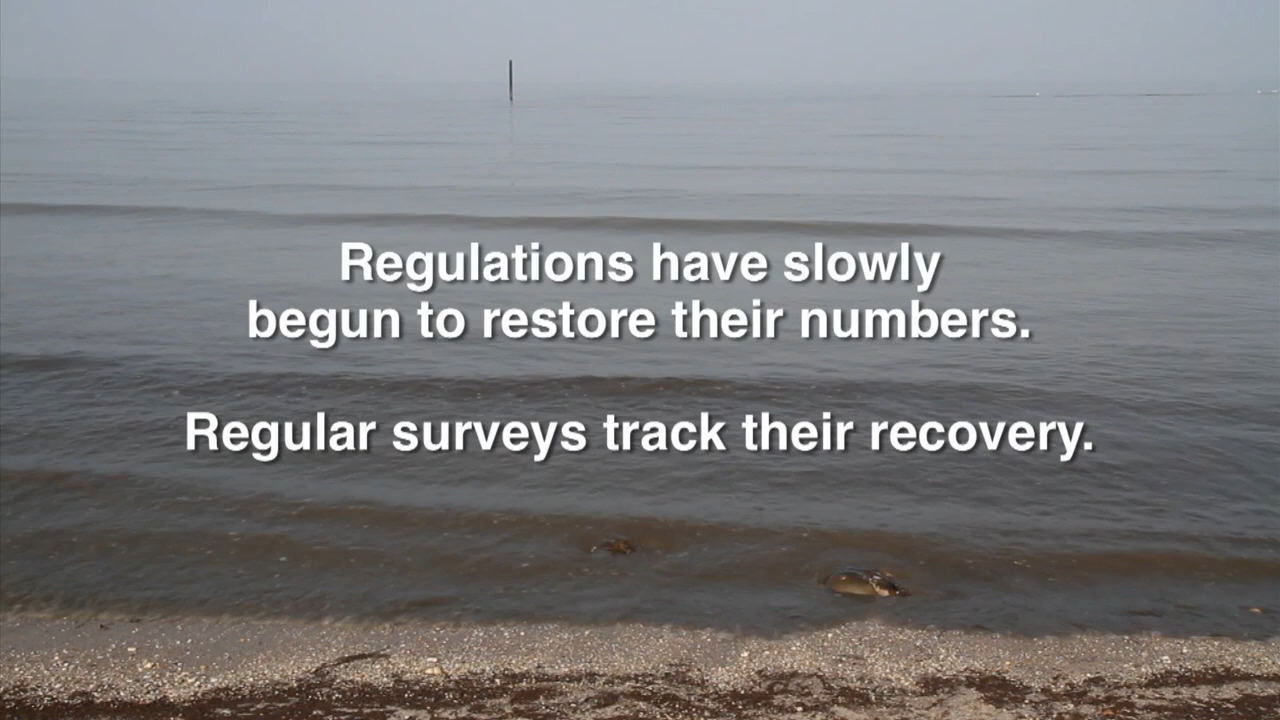 Regulations have slowly
begun to restore their numbers.
Regular surveys track their recovery.